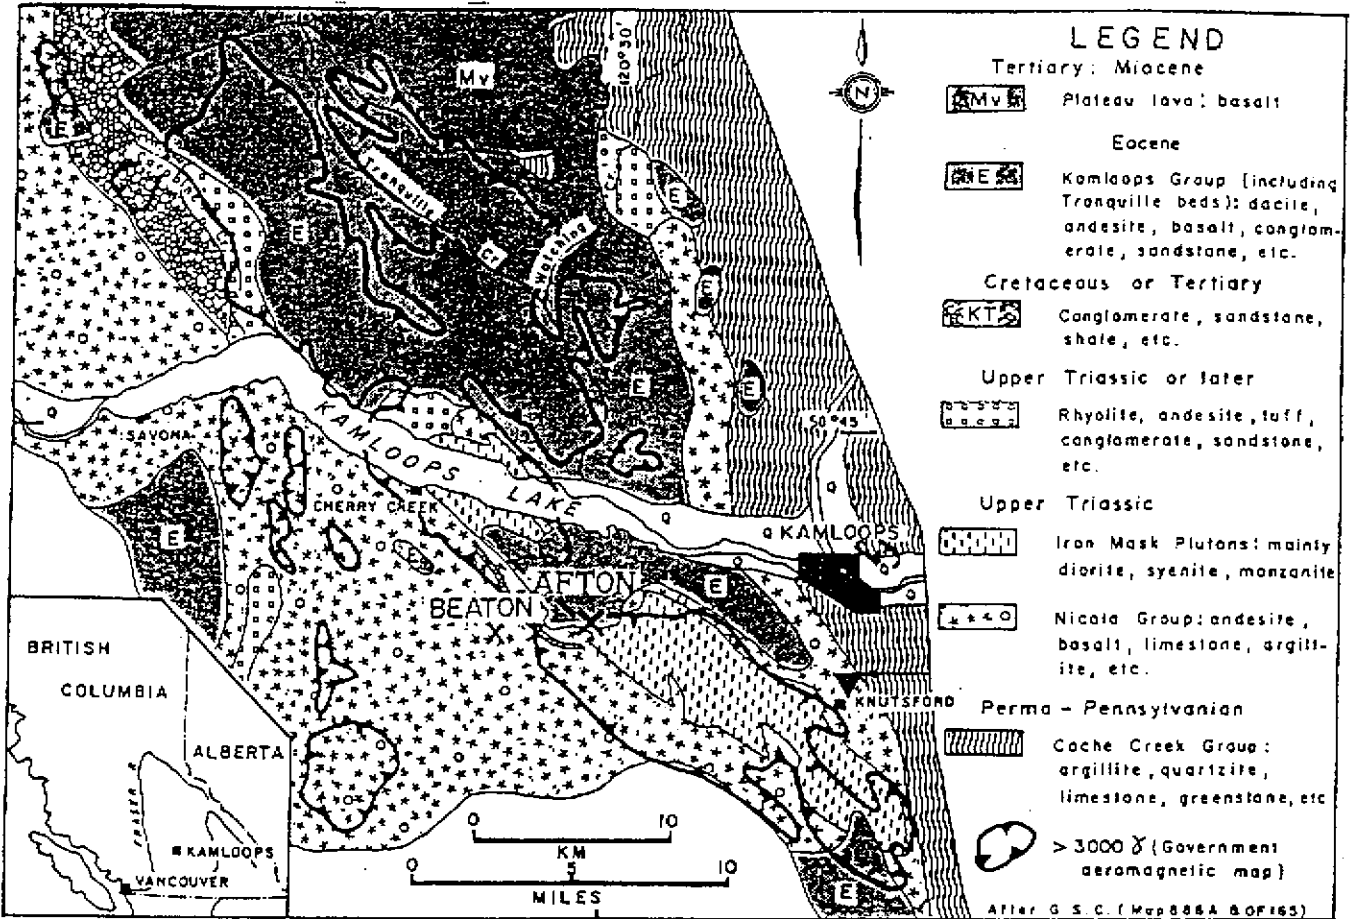 LEGEND
Tertiary: Miocene
Mv
Plateau lava: basalt
Eocene
E
Kamloops Group (including
Tranquille beds): dacite,
andesite, basalt, conglom-
erate, sandstone, etc.
Cretaceous or Tertiary
KT
Conglomerate, sandstone,
shale, etc.
Upper Triassic or later
Rhyolite, andesite, tuff,
conglomerate, sandstone,
etc.
Upper Triassic
Iron Mask Plutons: mainly
diorite, syenite, monzanite
Nicola Group: andesite,
basalt, limestone, argill-
ite, etc.
Permo - Pennsylvanian
Cache Creek Group:
argillite, quartzite,
limestone, greenstone, etc
> 3000 ɣ (Government
aeromagnetic map)
After G.S.C. (Map 886A & OF165)
N
120°30'
Mv
E
Tranquille
Cr
Watching
Cr
E
E
E
E
E
50°45'
SAVONA
KAMLOOPS
LAKE
CHERRY CREEK
E
E
Q
Q
Q
Q
Q KAMLOOPS
AFTON
BEATON
X
X
E
KNUTSFORD
E
E
0 10
KM
0 5 10
MILES
BRITISH
COLUMBIA
ALBERTA
FRASER R
KAMLOOPS
VANCOUVER